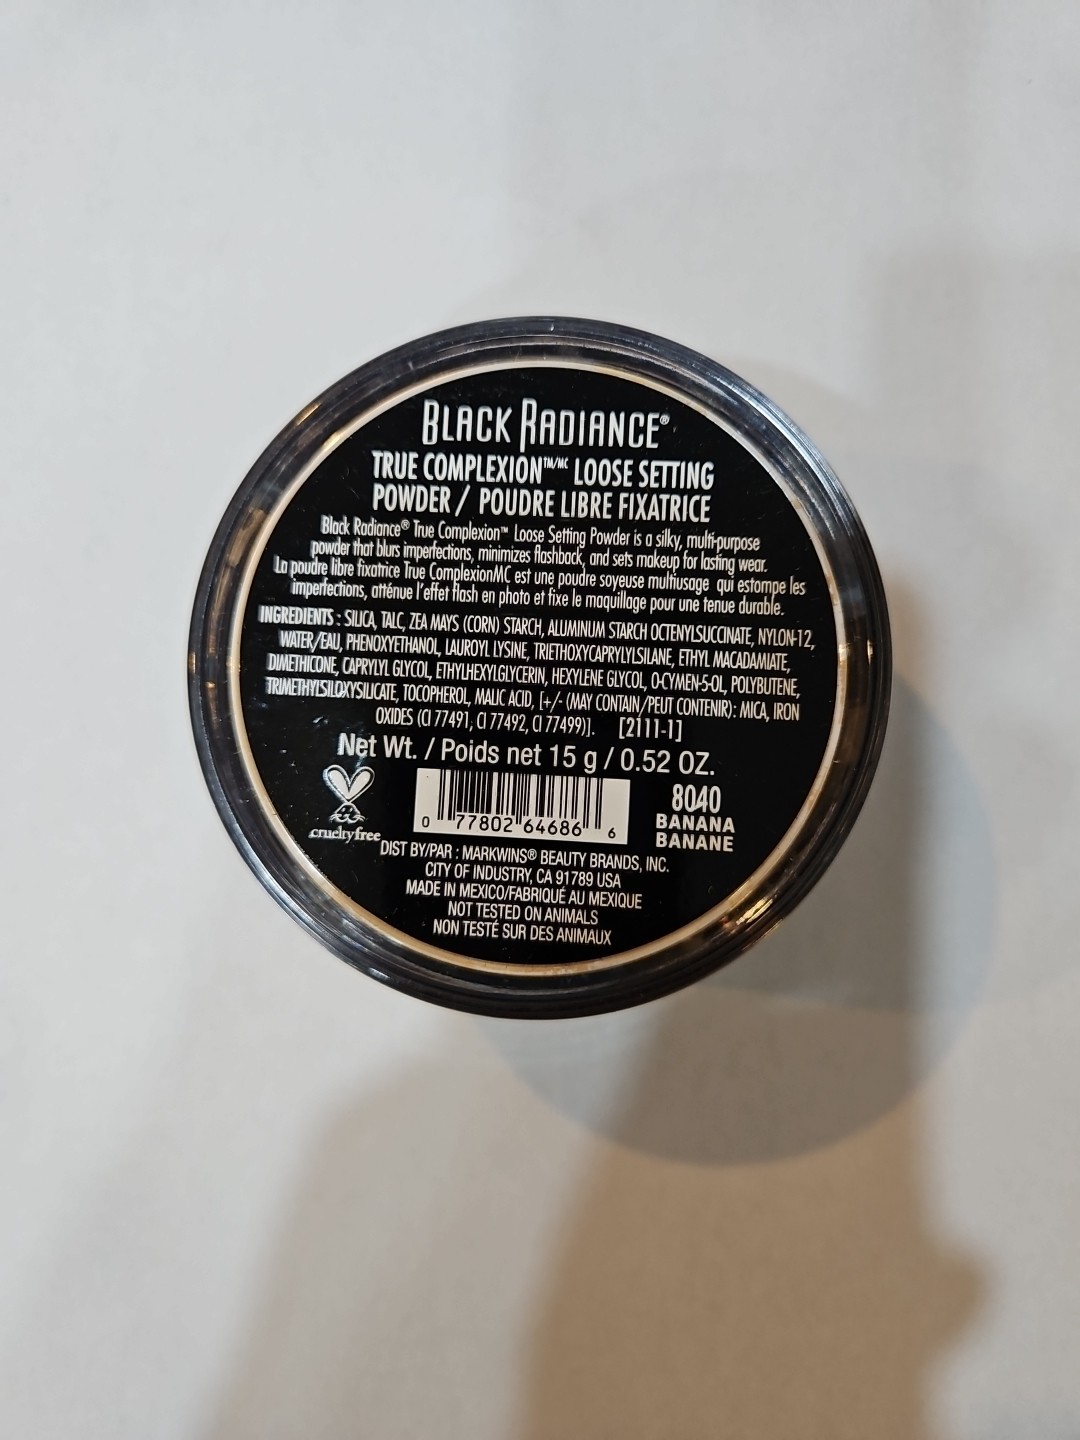 BLACK RADIANCE®
TRUE COMPLEXION™/MC LOOSE SETTING
POWDER / POUDRE LIBRE FIXATRICE
Black Radiance® True Complexion™ Loose Setting Powder is a silky, multi-purpose
powder that blurs imperfections, minimizes flashback, and sets makeup for lasting wear.
La poudre libre fixatrice True ComplexionMC est une poudre soyeuse multiusage qui estompe les
imperfections, atténue l'effet flash en photo et fixe le maquillage pour une tenue durable.
INGREDIENTS : SILICA, TALC, ZEA MAYS (CORN) STARCH, ALUMINUM STARCH OCTENYLSUCCINATE, NYLON-12,
WATER/EAU, PHENOXYETHANOL, LAUROYL LYSINE, TRIETHOXYCAPRYLYLSILANE, ETHYL MACADAMIATE,
DIMETHICONE, CAPRYLYL GLYCOL, ETHYLHEXYLGLYCERIN, HEXYLENE GLYCOL, O-CYMEN-5-OL, POLYBUTENE,
TRIMETHYLSILOXYSILICATE, TOCOPHEROL, MALIC ACID, [+/- (MAY CONTAIN/PEUT CONTENIR): MICA, IRON
OXIDES (CI 77491, CI 77492, CI 77499)]. [2111-1]
Net Wt. / Poids net 15 g / 0.52 OZ.
crueltyfree
0 77802 64686 6
8040
BANANA
BANANE
DIST BY/PAR : MARKWINS® BEAUTY BRANDS, INC.
CITY OF INDUSTRY, CA 91789 USA
MADE IN MEXICO/FABRIQUÉ AU MEXIQUE
NOT TESTED ON ANIMALS
NON TESTÉ SUR DES ANIMAUX